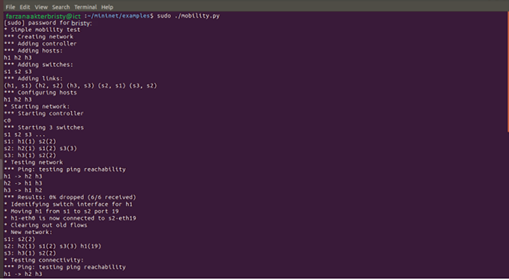 File Edit View Search Terminal Help
farzanaakterbristy@ict :~/mininet/examples$ sudo ./mobility.py
[sudo] password for bristy:
* Simple mobility test
*** Creating network
*** Adding controller
*** Adding hosts:
h1 h2 h3
*** Adding switches:
s1 s2 s3
*** Adding links:
(h1, s1) (h2, s2) (h3, s3) (s2, s1) (s3, s2)
*** Configuring hosts
h1 h2 h3
* Starting network:
*** Starting controller
c0
*** Starting 3 switches
s1 s2 s3 ...
s1: h1(1) s2(2)
s2: h2(1) s1(2) s3(3)
s3: h3(1) s2(2)
* Testing network
*** Ping: testing ping reachability
h1 -> h2 h3
h2 -> h1 h3
h3 -> h1 h2
*** Results: 0% dropped (6/6 received)
* Identifying switch interface for h1
* Moving h1 from s1 to s2 port 19
* h1-eth0 is now connected to s2-eth19
* Clearing out old flows
* New network:
s1: s2(2)
s2: h2(1) s1(2) s3(3) h1(19)
s3: h3(1) s2(2)
* Testing connectivity:
*** Ping: testing ping reachability
h1 -> h2 h3